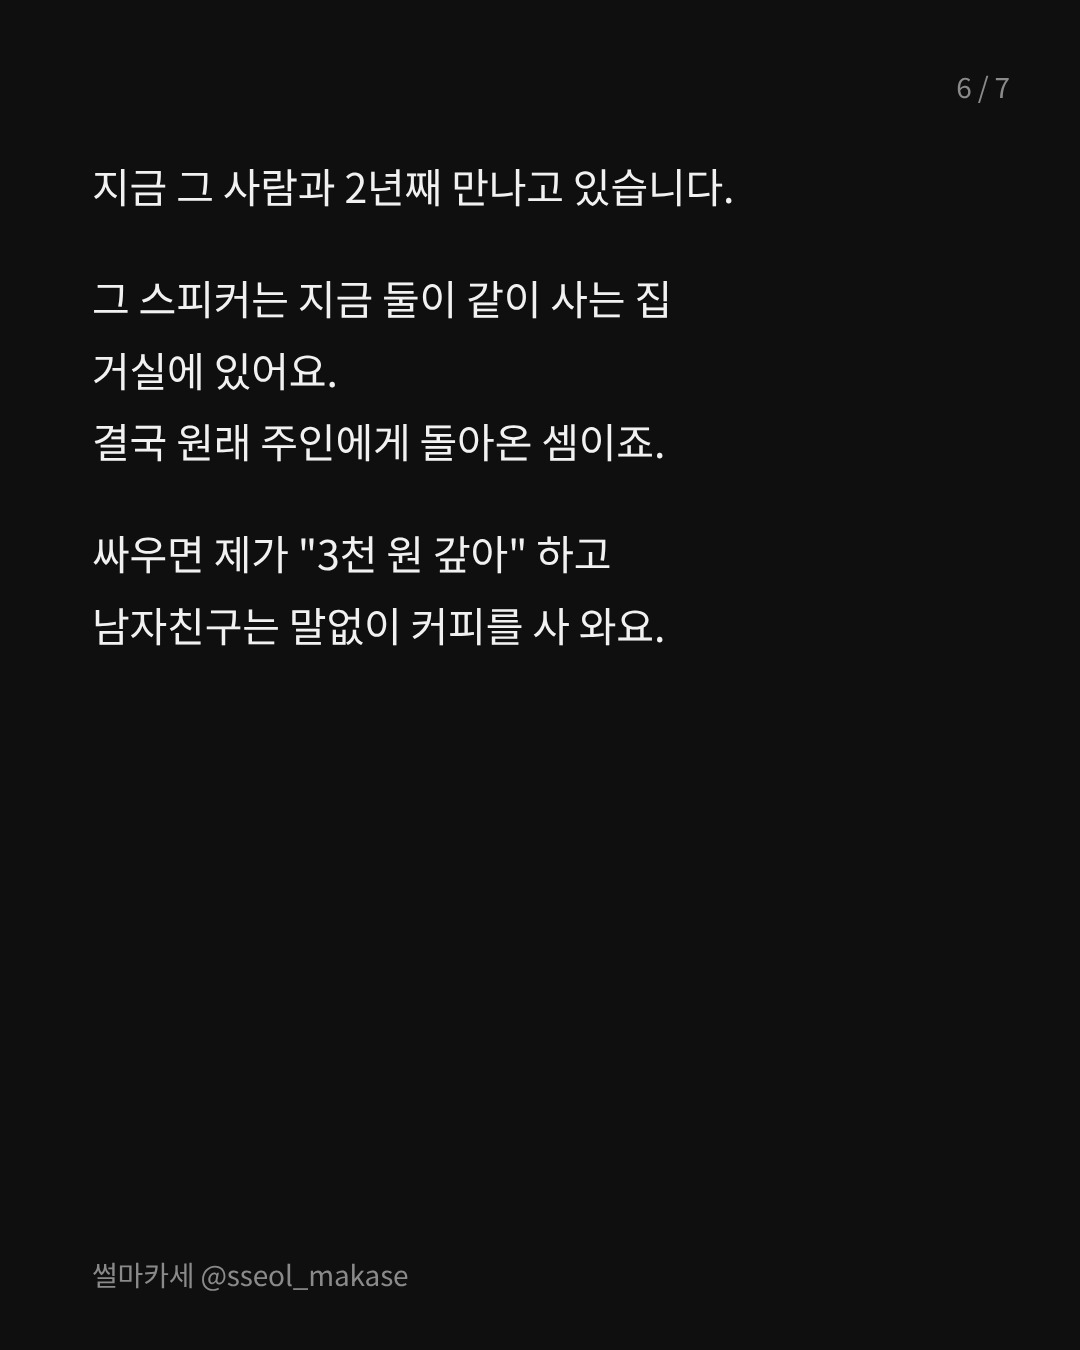 6 / 7
지금 그 사람과 2년째 만나고 있습니다.
그 스피커는 지금 둘이 같이 사는 집
거실에 있어요.
결국 원래 주인에게 돌아온 셈이죠.
싸우면 제가 "3천 원 갚아" 하고
남자친구는 말없이 커피를 사 와요.
썰마카세 @sseol_makase